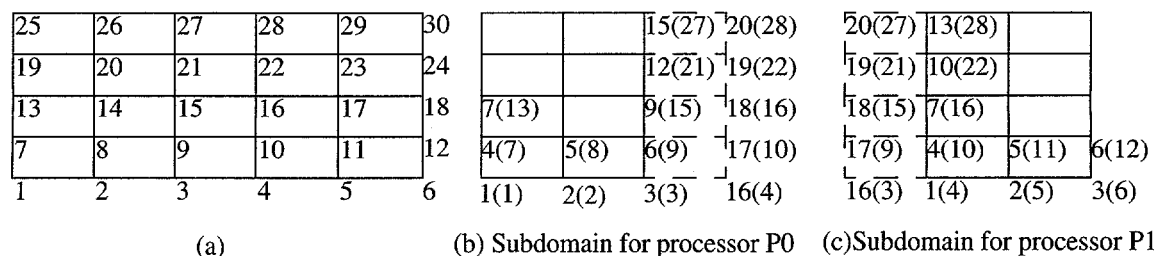 25 26 27 28 29 30 15(27) 20(28) 20(27) 13(28)
19 20 21 22 23 24 12(21) 19(22) 19(21) 10(22)
13 14 15 16 17 18 7(13) 9(15) 18(16) 18(15) 7(16)
7 8 9 10 11 12 4(7) 5(8) 6(9) 17(10) 17(9) 4(10) 5(11) 6(12)
1 2 3 4 5 6 1(1) 2(2) 3(3) 16(4) 16(3) 1(4) 2(5) 3(6)
(a) (b) Subdomain for processor P0 (c)Subdomain for processor P1